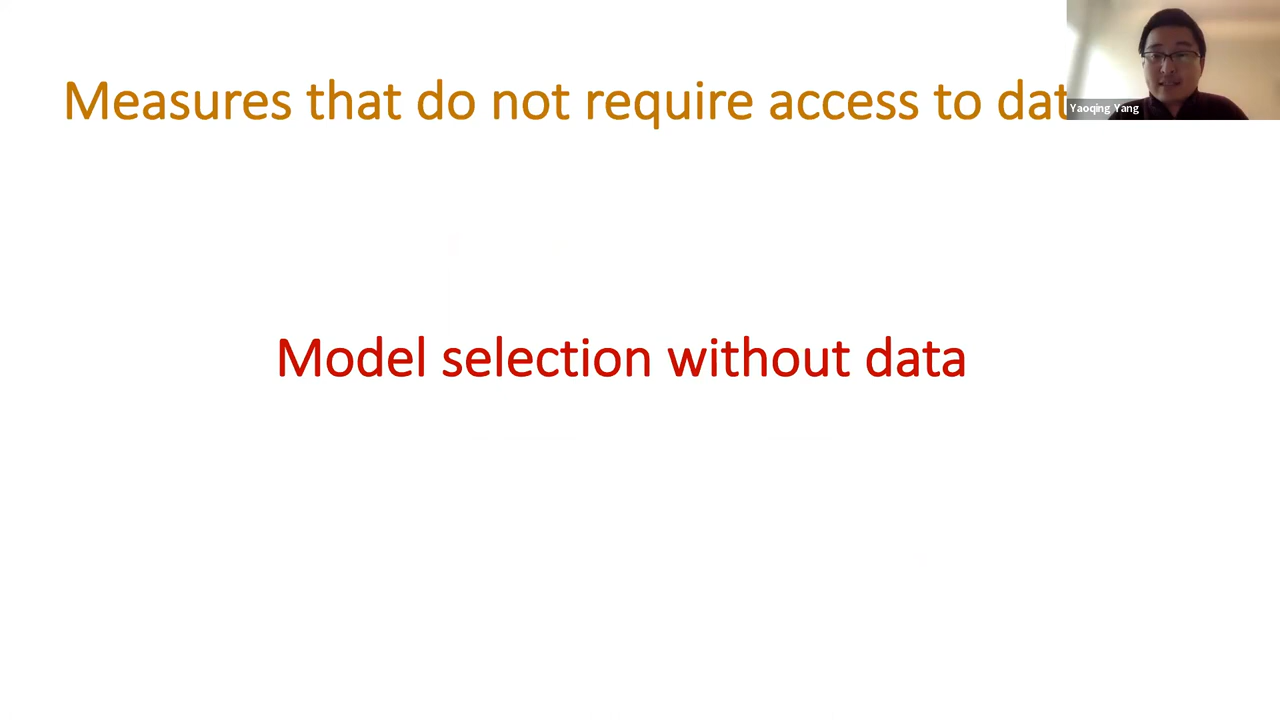 Measures that do not require access to dat
Yaoqing Yang
Model selection without data